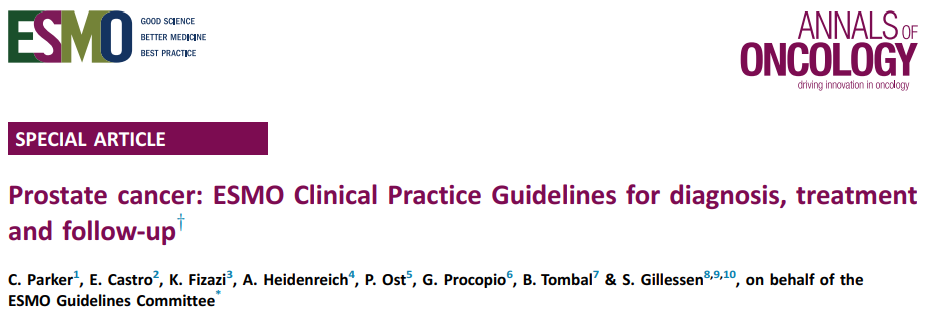 ESMO
GOOD SCIENCE
BETTER MEDICINE
BEST PRACTICE
ANNALS OF
ONCOLOGY
driving innovation in oncology
SPECIAL ARTICLE
Prostate cancer: ESMO Clinical Practice Guidelines for diagnosis, treatment
and follow-up†
C. Parker1, E. Castro2, K. Fizazi3, A. Heidenreich4, P. Ost5, G. Procopio6, B. Tombal7 & S. Gillessen8,9,10, on behalf of the
ESMO Guidelines Committee*